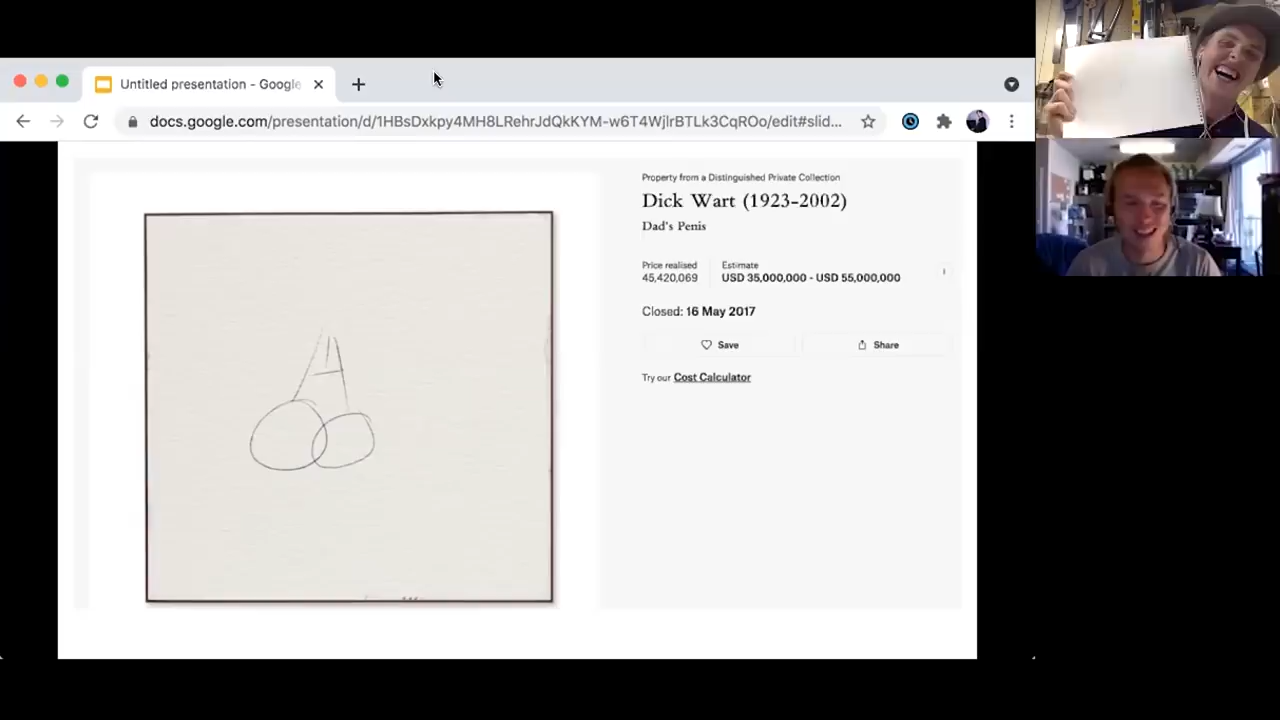 Untitled presentation - Google
docs.google.com/presentation/d/1HBsDxkpy4MH8LRehrJdQkKYM-w6T4WjlrBTLk3CqROo/edit#slid...
Property from a Distinguished Private Collection
Dick Wart (1923-2002)
Dad's Penis
Price realised
45,420,069
Estimate
USD 35,000,000 - USD 55,000,000
i
Closed: 16 May 2017
Save
Share
Try our Cost Calculator